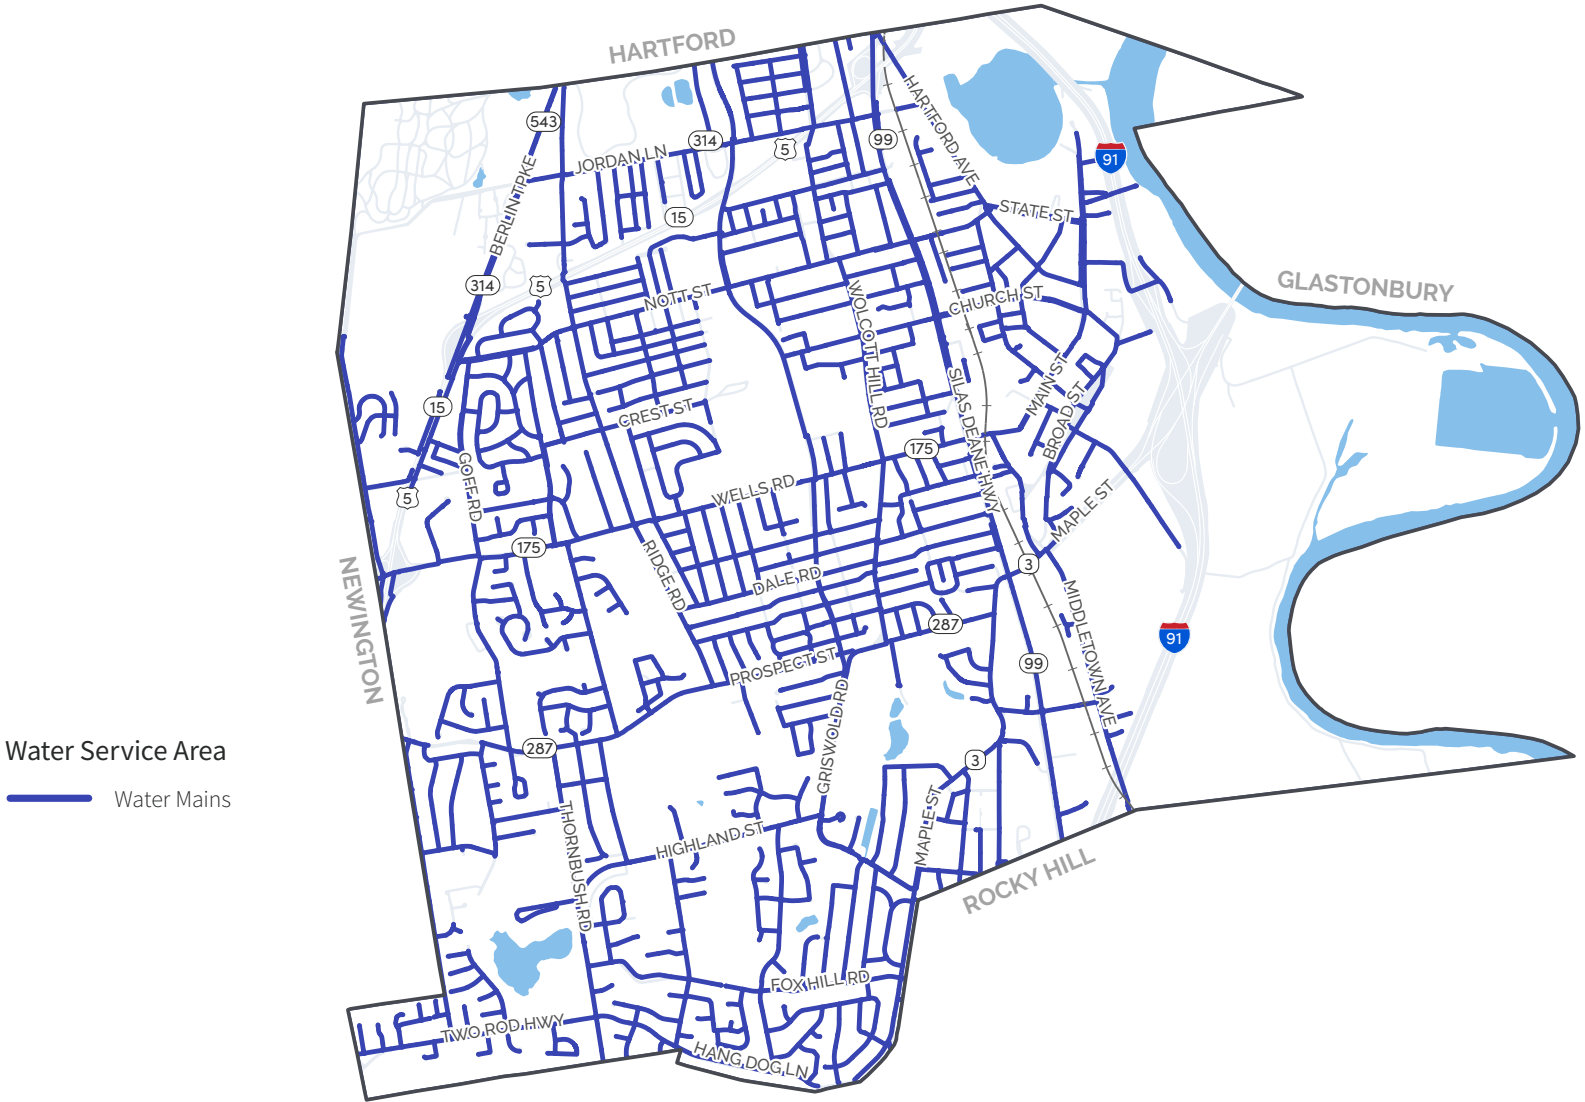 HARTFORD
543
JORDAN LN
314
5
99
HARTFORD AVE
91
BERLIN TPKE
15
STATE ST
314
5
NOTT ST
WOLCOTT HILL RD
CHURCH ST
GLASTONBURY
15
CREST ST
SILAS DEANE HWY
MAIN ST
BROAD ST
175
5
GOFF RD
WELLS RD
MAPLE ST
175
RIDGE RD
DALE RD
3
NEWINGTON
287
MIDDLETOWN AVE
91
PROSPECT ST
99
GRISWOLD RD
287
3
Water Service Area
Water Mains
THORNBUSH RD
HIGHLAND ST
MAPLE ST
ROCKY HILL
FOX HILL RD
TWO ROD HWY
HANG DOG LN